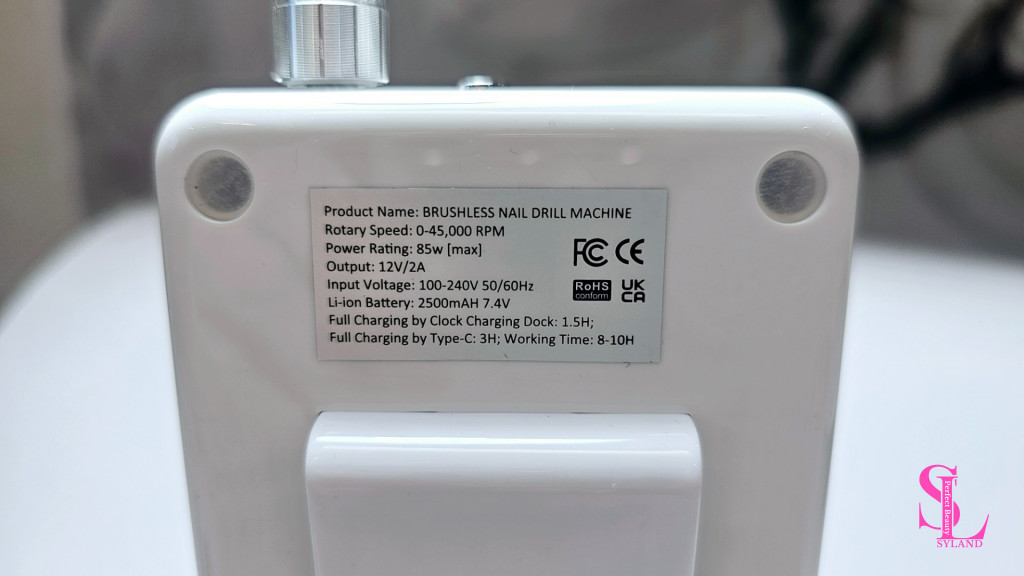 Product Name: BRUSHLESS NAIL DRILL MACHINE
Rotary Speed: 0-45,000 RPM
Power Rating: 85w [max]
Output: 12V/2A
Input Voltage: 100-240V 50/60Hz
Li-ion Battery: 2500mAH 7.4V
Full Charging by Clock Charging Dock: 1.5H;
Full Charging by Type-C: 3H; Working Time: 8-10H
FC CE
RoHS
conform
UK
CA
SL
Perfect Beauty
SYLAND